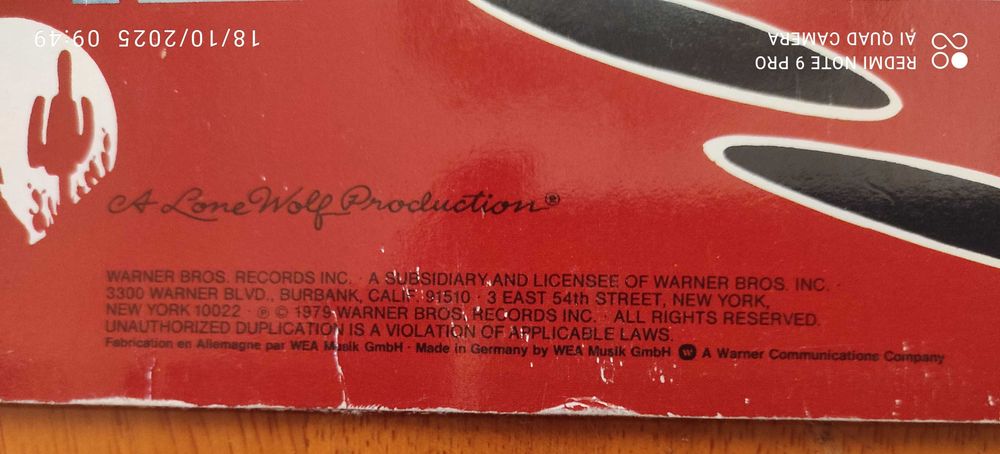 18/10/2025 09:49
REDMI NOTE 9 PRO
AI QUAD CAMERA
A Lone Wolf Production®
WARNER BROS. RECORDS INC. · A SUBSIDIARY AND LICENSEE OF WARNER BROS. INC. ·
3300 WARNER BLVD., BURBANK, CALIF. 91510 · 3 EAST 54th STREET, NEW YORK,
NEW YORK 10022 · ℗ © 1979 WARNER BROS. RECORDS INC. · ALL RIGHTS RESERVED.
UNAUTHORIZED DUPLICATION IS A VIOLATION OF APPLICABLE LAWS.
Fabrication en Allemagne par WEA Musik GmbH · Made in Germany by WEA Musik GmbH W A Warner Communications Company